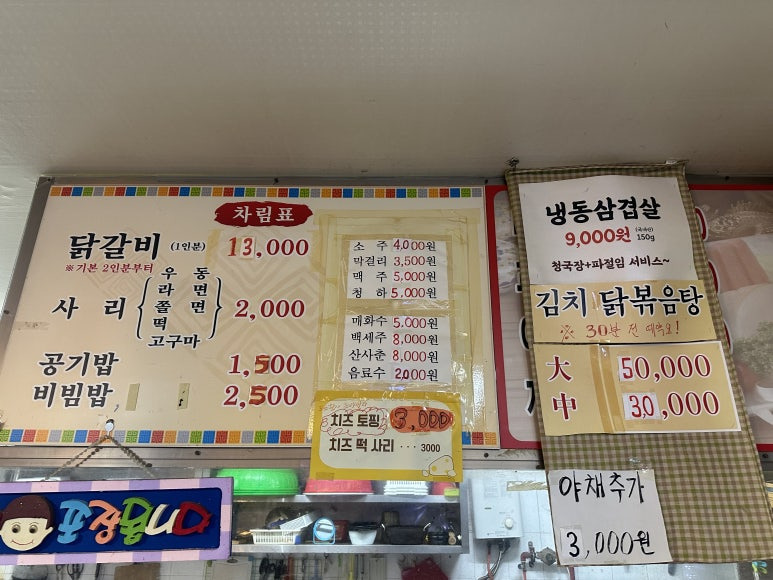 차림표
닭갈비 (1인분) 13,000
※기본 2인분부터
사 리 우 동 2,000
라 면
쫄 면
떡
고구마
공기밥 1,500
비빔밥 2,500
소 주 4,000원
막걸리 3,500원
맥 주 5,000원
청 하 5,000원
매화수 5,000원
백세주 8,000원
산사춘 8,000원
음료수 2,000원
치즈 토핑 3,000
치즈 떡 사리 ··· 3000
냉동삼겹살
9,000원 (국내산) 150g
청국장+파절임 서비스~
김치 닭볶음탕
※ 30분 전 예약요!
大 50,000
中 30,000
야채추가
3,000원